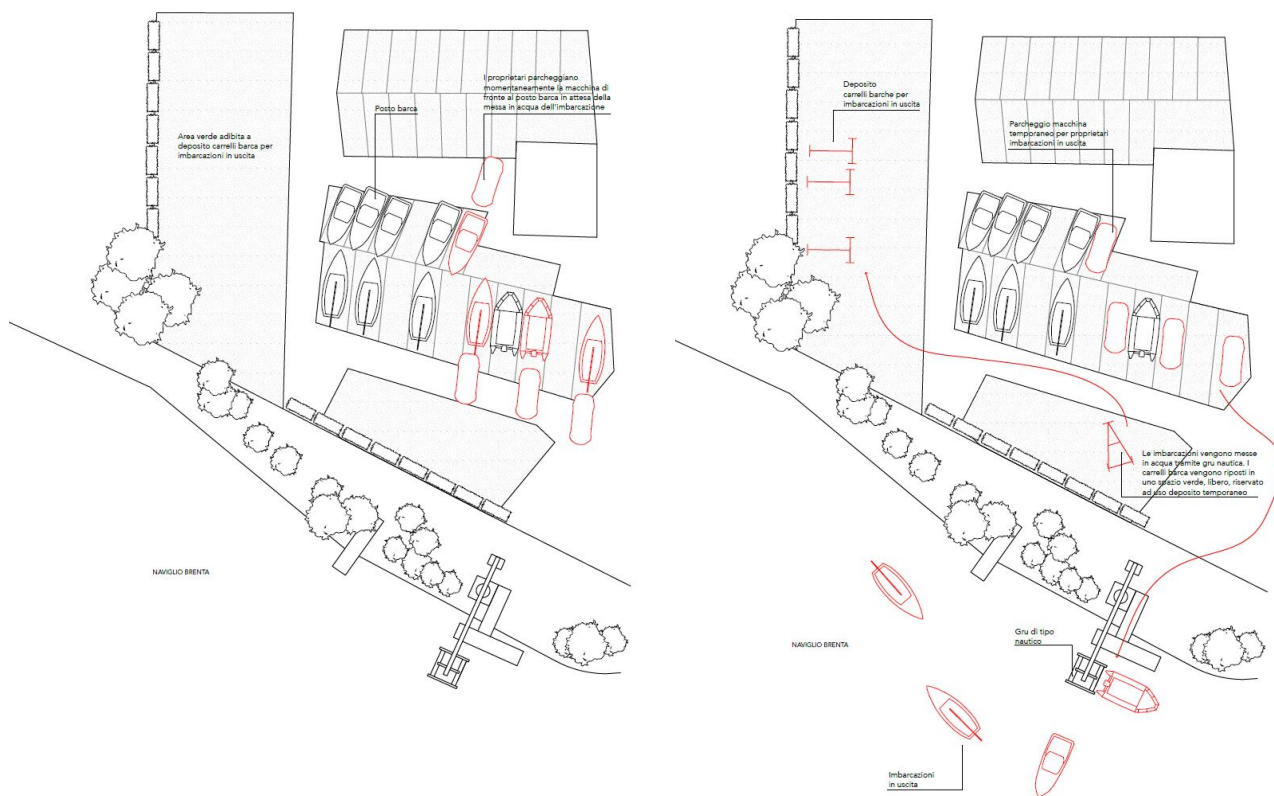 I proprietari parcheggiano
momentaneamente la macchina di
fronte al posto barca in attesa della
messa in acqua dell'imbarcazione
Posto barca
Area verde adibita a
deposito carrelli barca per
imbarcazioni in uscita
NAVIGLIO BRENTA
Deposito
carrelli barche per
imbarcazioni in uscita
Parcheggio macchina
temporaneo per proprietari
imbarcazioni in uscita
Le imbarcazioni vengono messe
in acqua tramite gru nautica. I
carrelli barca vengono riposti in
uno spazio verde, libero, riservato
ad uso deposito temporaneo
Gru di tipo
nautico
NAVIGLIO BRENTA
Imbarcazioni
in uscita